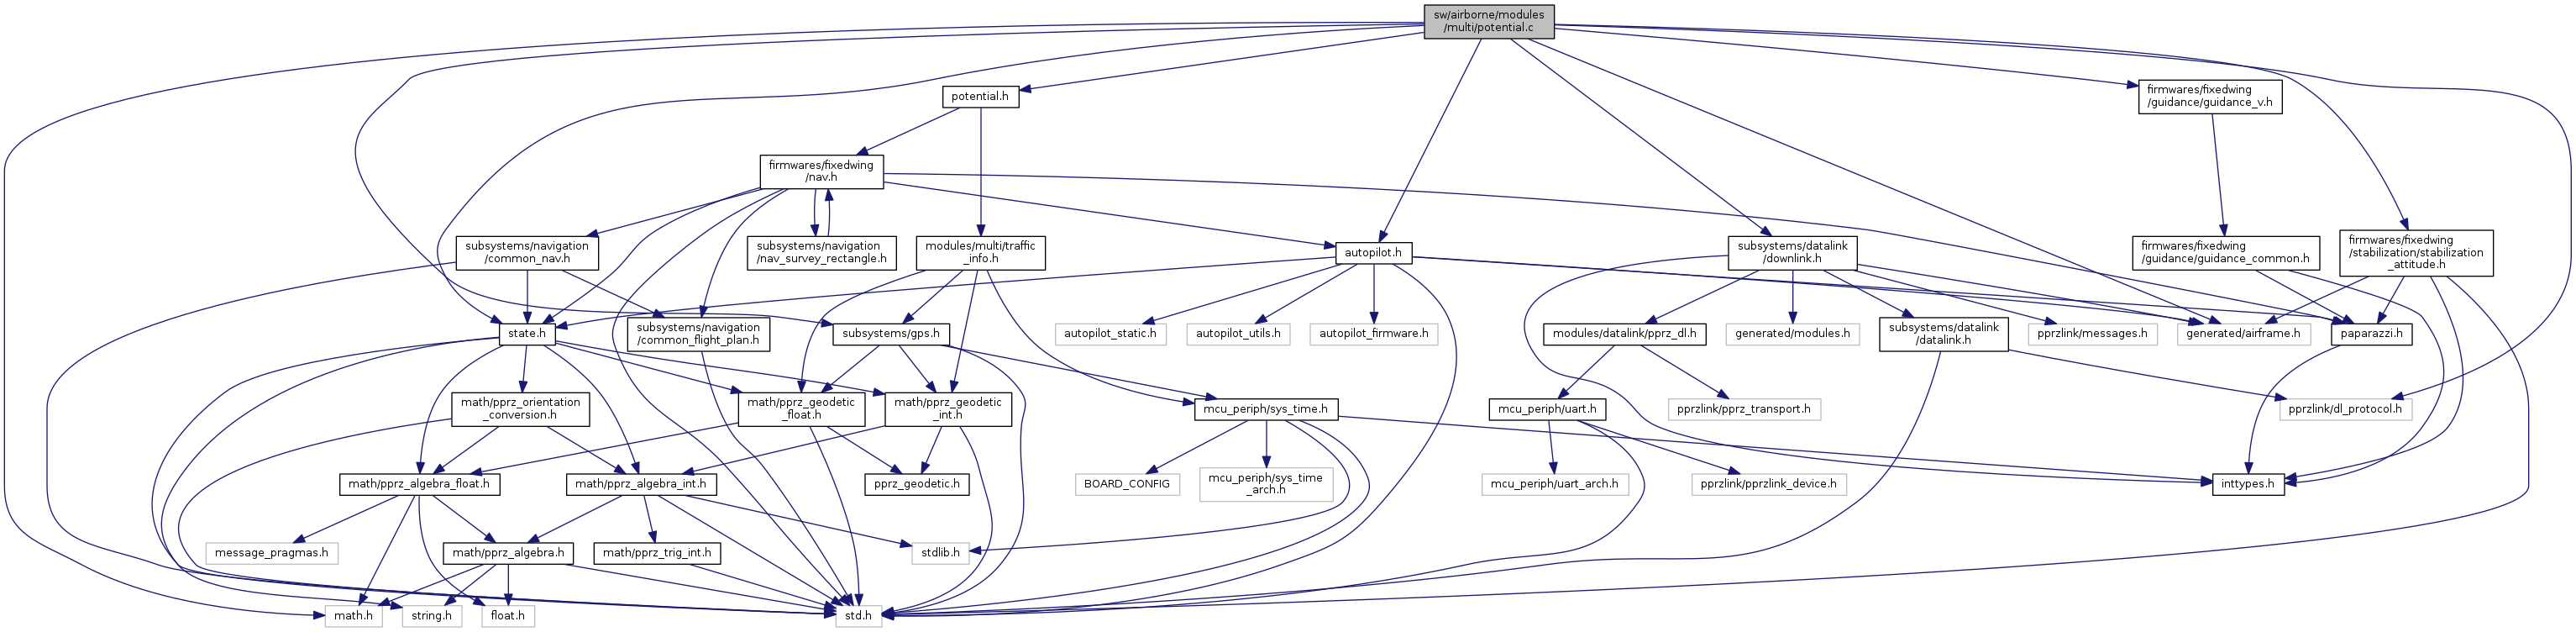 sw/airborne/modules
/multi/potential.c
potential.h
firmwares/fixedwing
/guidance/guidance_v.h
firmwares/fixedwing
/nav.h
subsystems/navigation
/common_nav.h
subsystems/navigation
/nav_survey_rectangle.h
modules/multi/traffic
_info.h
autopilot.h
subsystems/datalink
/downlink.h
firmwares/fixedwing
/guidance/guidance_common.h
firmwares/fixedwing
/stabilization/stabilization
_attitude.h
state.h
subsystems/navigation
/common_flight_plan.h
subsystems/gps.h
autopilot_static.h
autopilot_utils.h
autopilot_firmware.h
modules/datalink/pprz_dl.h
generated/modules.h
subsystems/datalink
/datalink.h
pprzlink/messages.h
generated/airframe.h
paparazzi.h
math/pprz_orientation
_conversion.h
math/pprz_geodetic
_float.h
math/pprz_geodetic
_int.h
mcu_periph/sys_time.h
mcu_periph/uart.h
pprzlink/pprz_transport.h
pprzlink/dl_protocol.h
math/pprz_algebra_float.h
math/pprz_algebra_int.h
pprz_geodetic.h
BOARD_CONFIG
mcu_periph/sys_time
_arch.h
mcu_periph/uart_arch.h
pprzlink/pprzlink_device.h
inttypes.h
message_pragmas.h
math/pprz_algebra.h
math/pprz_trig_int.h
stdlib.h
math.h
string.h
float.h
std.h